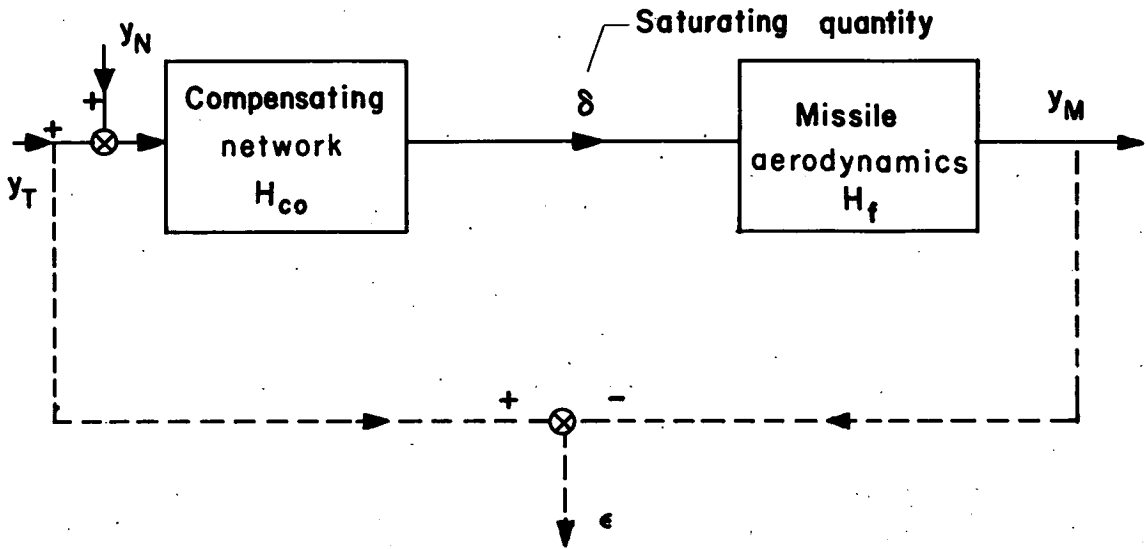 Saturating quantity
y_N
+
+
y_T
Compensating
network
H_co
δ
Missile
aerodynamics
H_f
y_M
+
-
ϵ